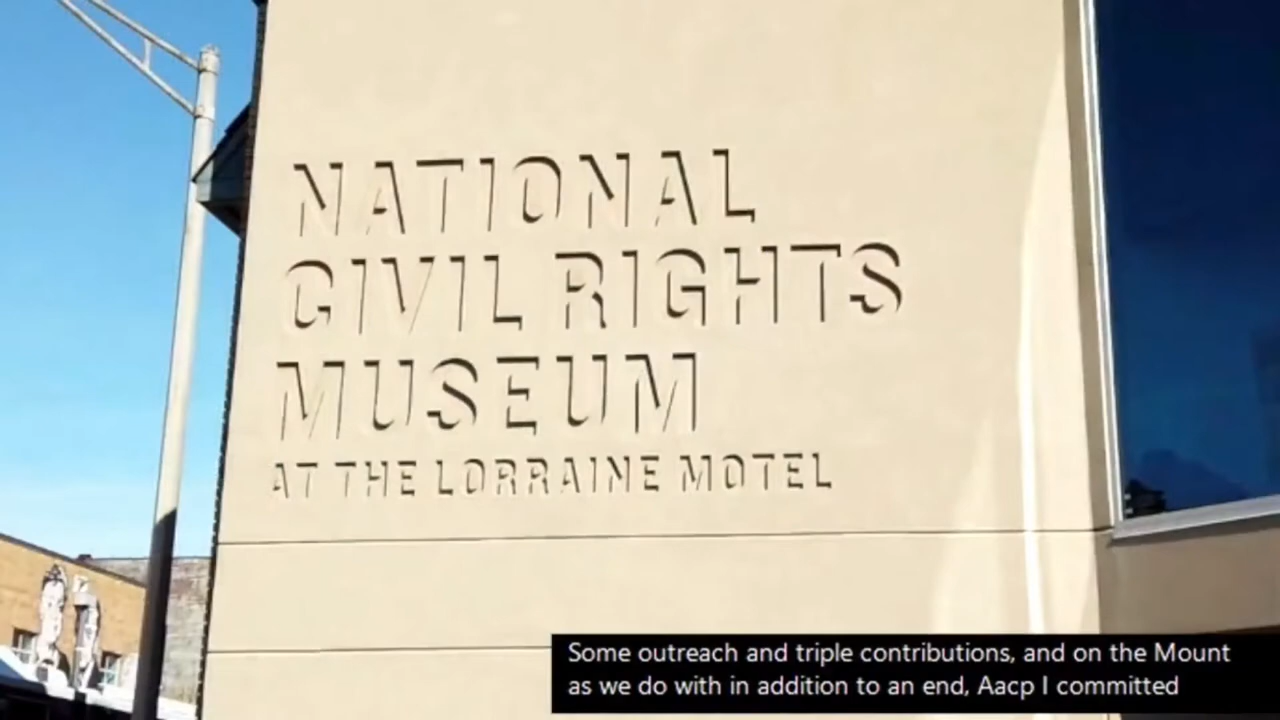 NATIONAL
CIVIL RIGHTS
MUSEUM
AT THE LORRAINE MOTEL
Some outreach and triple contributions, and on the Mount
as we do with in addition to an end, Aacp I committed